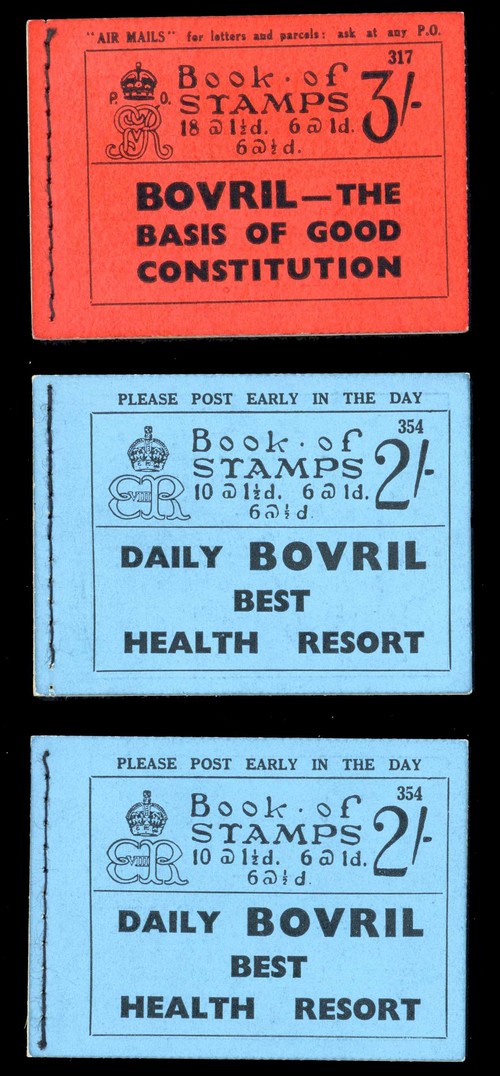 "AIR MAILS" for letters and parcels: ask at any P.O.
317
P. O.
Book · of
STAMPS 3/-
18 @ 1½d. 6 @ 1d.
6 @ ½d.
BOVRIL — THE
BASIS OF GOOD
CONSTITUTION
PLEASE POST EARLY IN THE DAY
354
Book · of
STAMPS 2/-
E VIII R
10 @ 1½d. 6 @ 1d.
6 @ ½d.
DAILY BOVRIL
BEST
HEALTH RESORT
PLEASE POST EARLY IN THE DAY
354
Book · of
STAMPS 2/-
E VIII R
10 @ 1½d. 6 @ 1d.
6 @ ½d.
DAILY BOVRIL
BEST
HEALTH RESORT